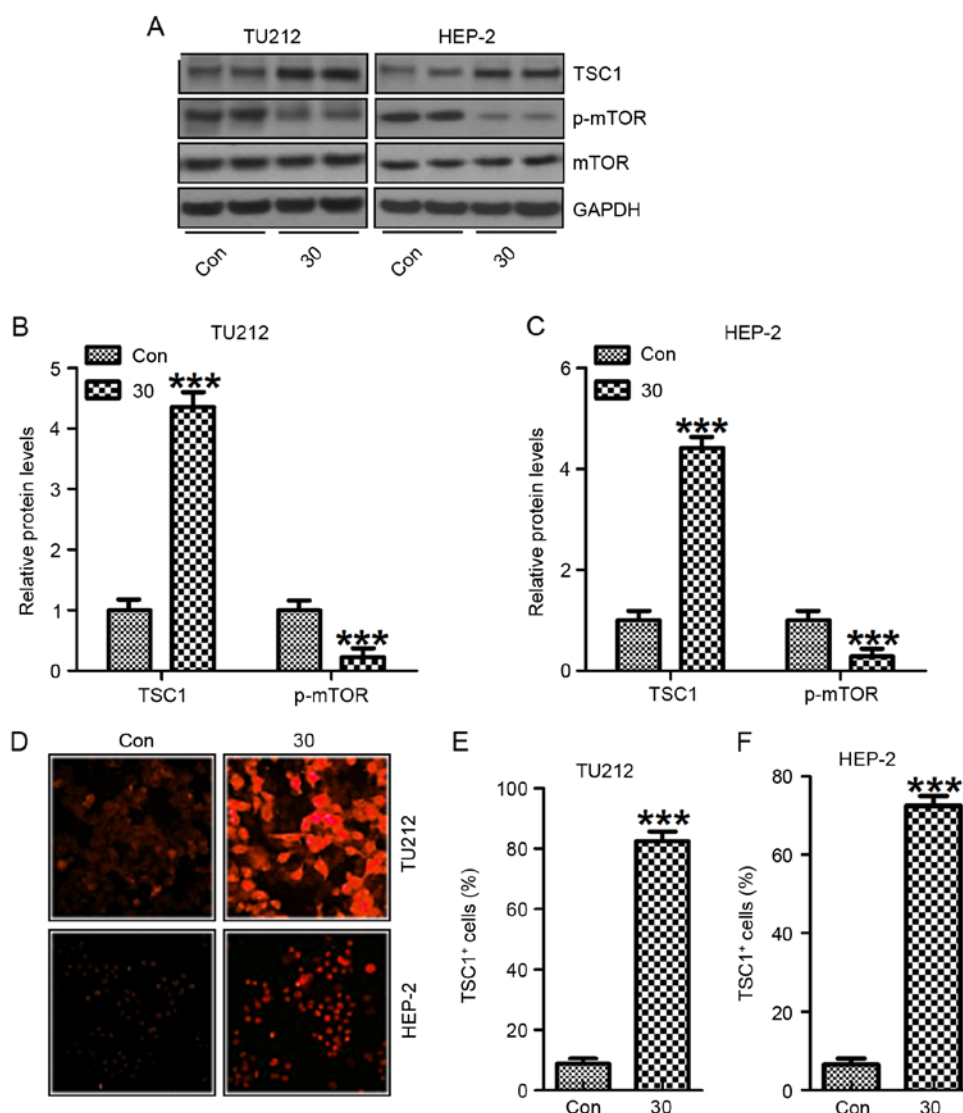 A
TU212 HEP-2
TSC1
p-mTOR
mTOR
GAPDH
Con 30 Con 30
B
TU212
Con
30
Relative protein levels
5
4
3
2
1
0
***
***
TSC1 p-mTOR
C
HEP-2
Con
30
Relative protein levels
6
4
2
0
***
***
TSC1 p-mTOR
D
Con 30
TU212
HEP-2
E
TU212
TSC1⁺ cells (%)
100
80
60
40
20
0
***
Con 30
F
HEP-2
TSC1⁺ cells (%)
80
60
40
20
0
***
Con 30